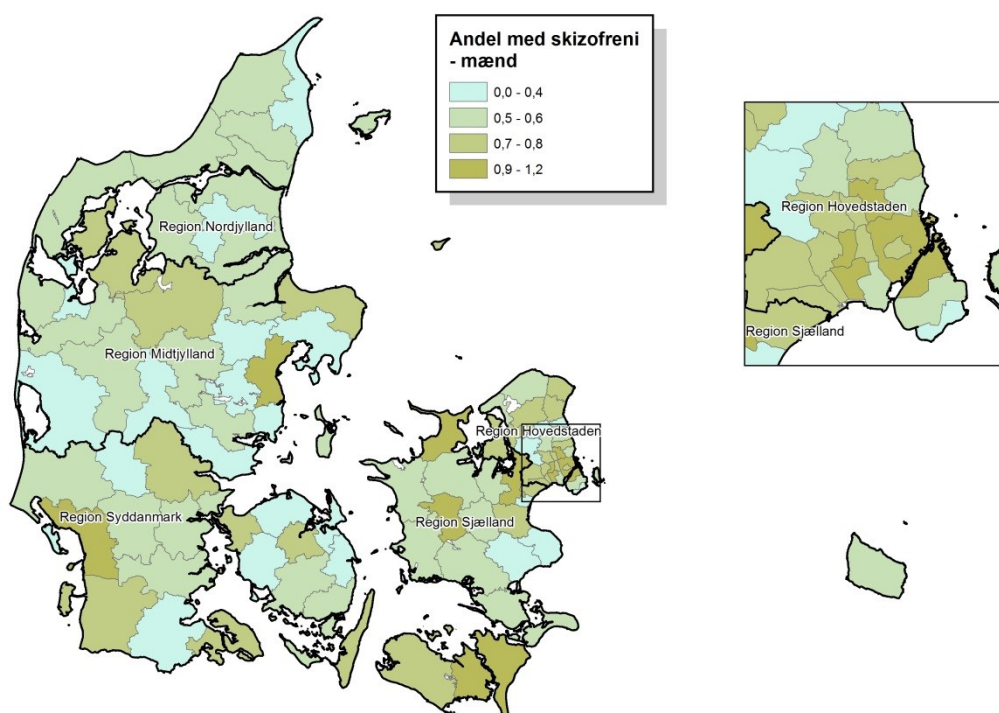 Andel med skizofreni
- mænd
0,0 - 0,4
0,5 - 0,6
0,7 - 0,8
0,9 - 1,2
Region Nordjylland
Region Hovedstaden
Region Sjælland
Region Midtjylland
Region Hovedstaden
Region Syddanmark
Region Sjælland